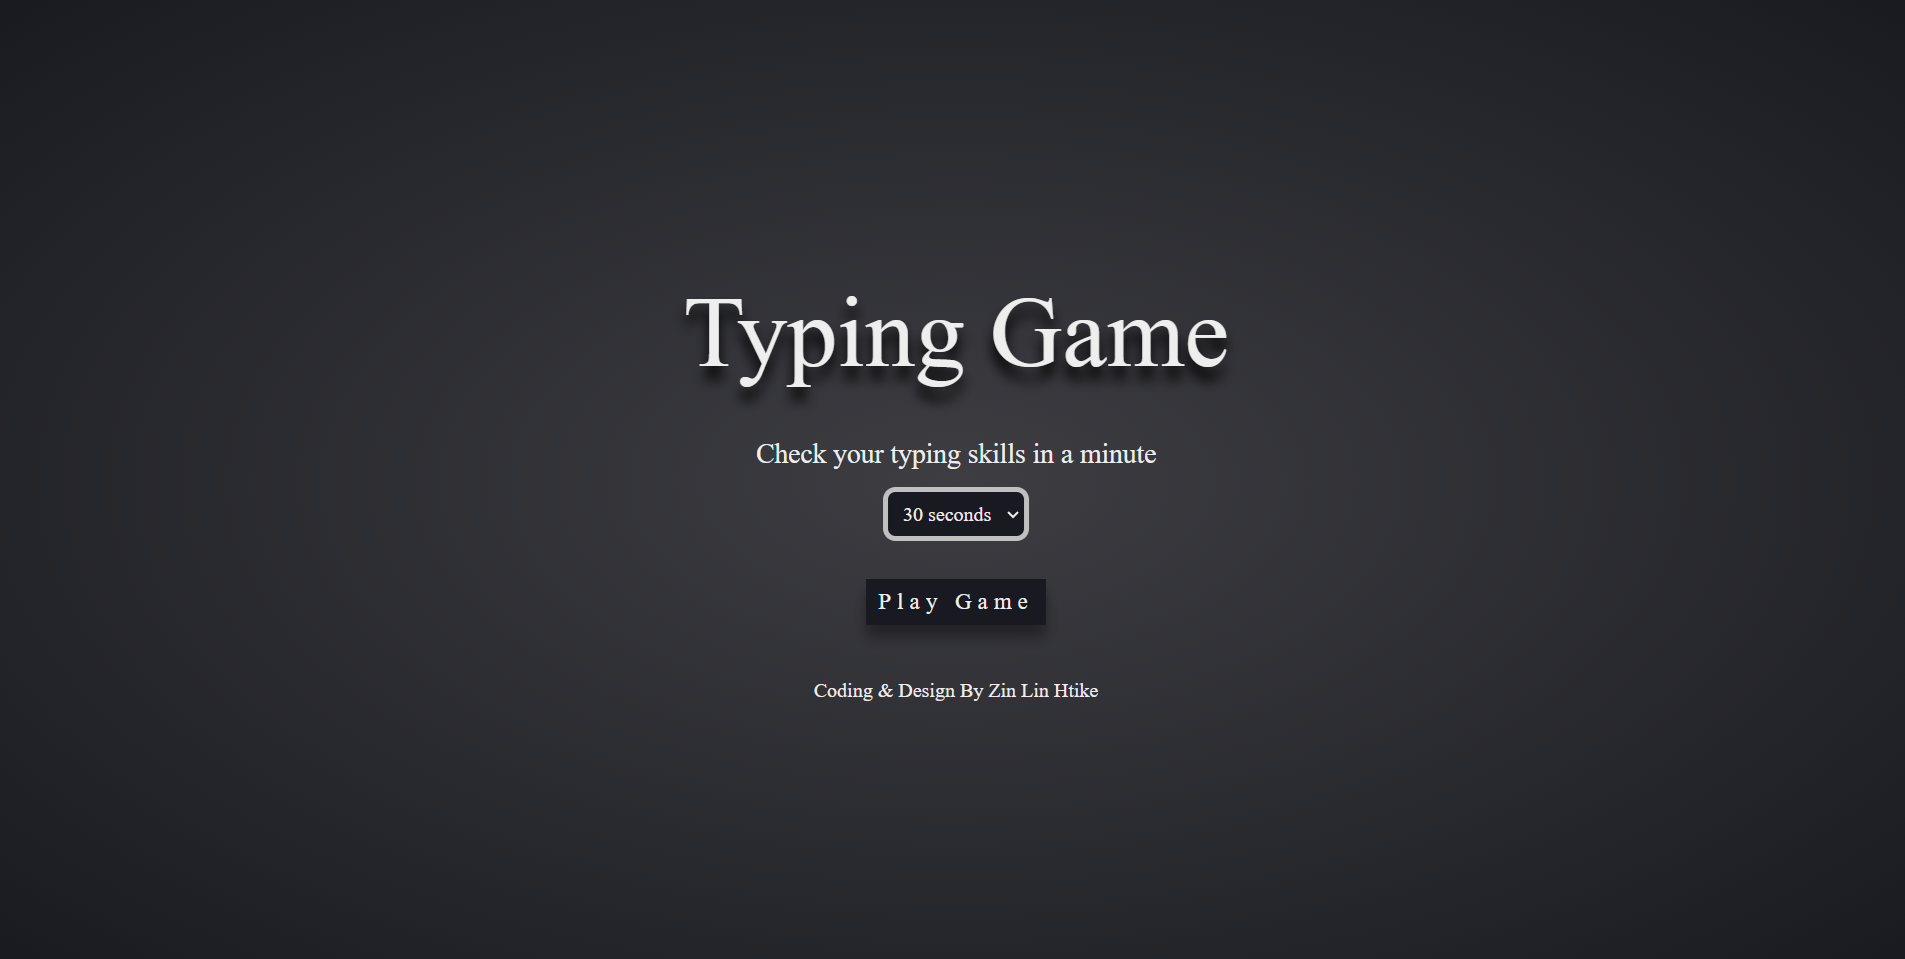 Typing Game
Check your typing skills in a minute
30 seconds
Play Game
Coding & Design By Zin Lin Htike